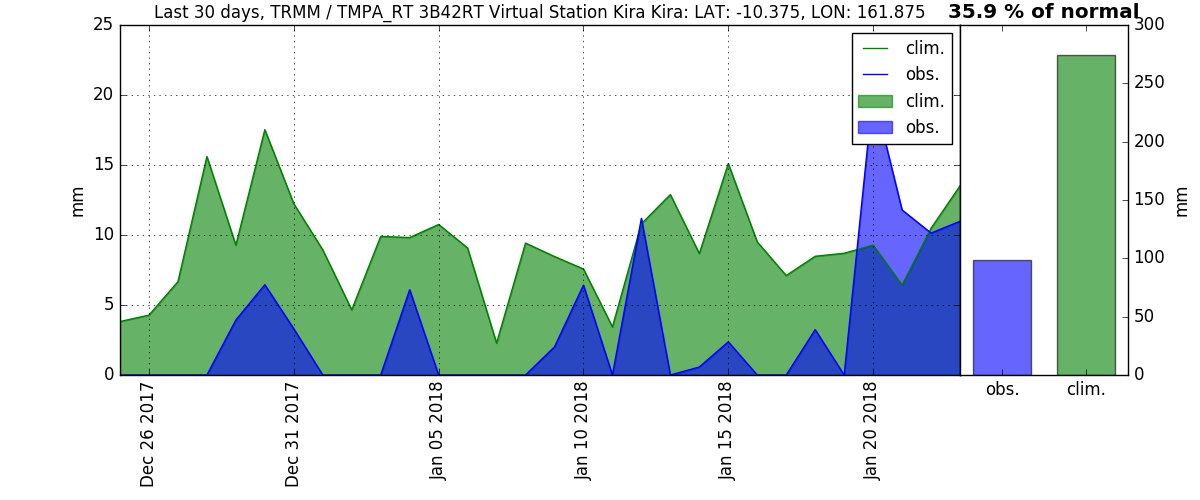 Last 30 days, TRMM / TMPA_RT 3B42RT Virtual Station Kira Kira: LAT: -10.375, LON: 161.875
35.9 % of normal
25
20
15
10
5
0
mm
clim.
obs.
clim.
obs.
Dec 26 2017
Dec 31 2017
Jan 05 2018
Jan 10 2018
Jan 15 2018
Jan 20 2018
300
250
200
150
100
50
0
mm
obs.
clim.